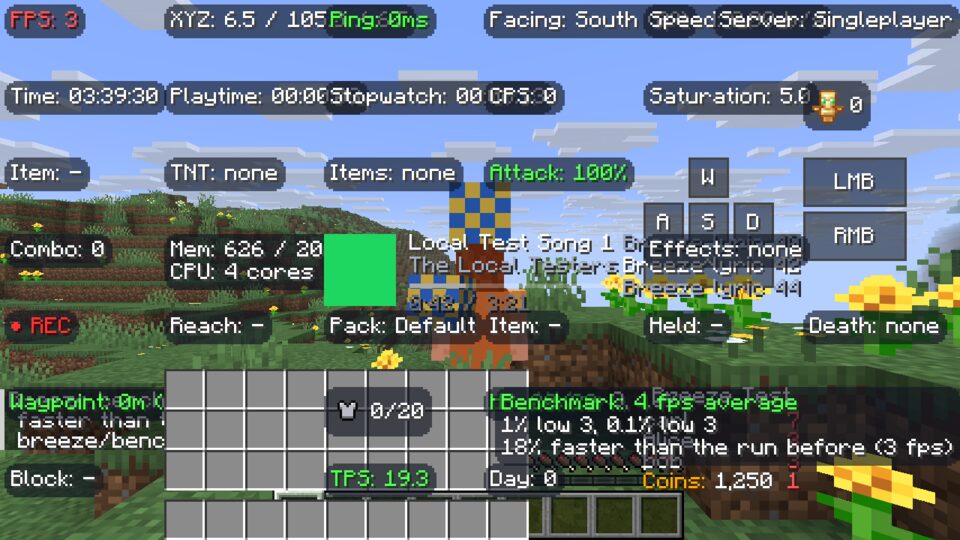 FPS: 3
XYZ: 6.5 / 105
Ping: 0ms
Facing: South
Speed
Server: Singleplayer
Time: 03:39:30
Playtime: 00:00
Stopwatch: 00
CPS: 0
Saturation: 5.0
0
Item: -
TNT: none
Items: none
Attack: 100%
W
LMB
A S D
RMB
Combo: 0
Mem: 626 / 20
CPU: 4 cores
Local Test Song 1
The Local Testers
3:21
Effects: none
Breeze lyric 42
Breeze lyric 44
REC
Reach: -
Pack: Default
Item: -
Held: -
Death: none
Waypoint: 0m
faster than
breeze/benc
0/20
Breeze Test
Benchmark: 4 fps average
1% low 3, 0.1% low 3
18% faster than the run before (3 fps)
Block: -
TPS: 19.3
Day: 0
Coins: 1,250
1